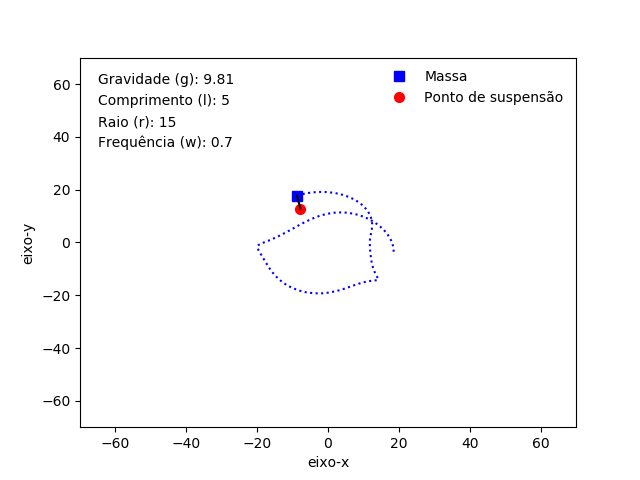 Gravidade (g): 9.81
Comprimento (l): 5
Raio (r): 15
Frequência (w): 0.7
Massa
Ponto de suspensão
60
40
20
0
−20
−40
−60
eixo-y
−60 −40 −20 0 20 40 60
eixo-x